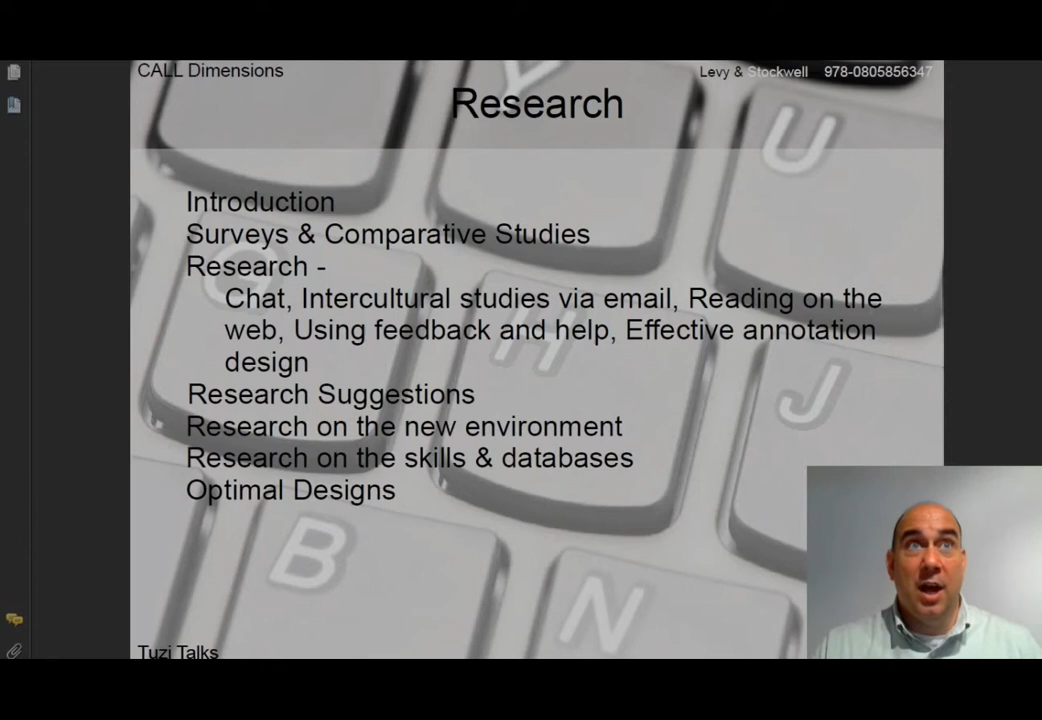 CALL Dimensions
Levy & Stockwell 978-0805856347
Research
Introduction
Surveys & Comparative Studies
Research -
Chat, Intercultural studies via email, Reading on the
web, Using feedback and help, Effective annotation
design
Research Suggestions
Research on the new environment
Research on the skills & databases
Optimal Designs
Tuzi Talks
Y
U
G
H
J
B
N